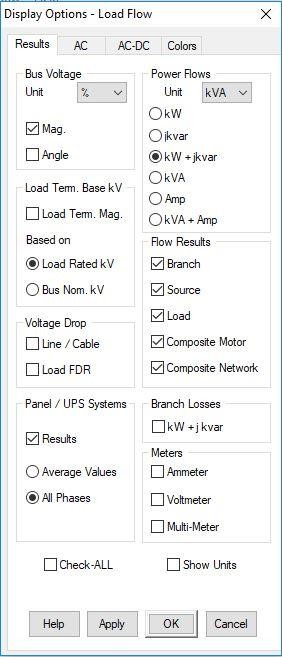 Display Options - Load Flow
Results AC AC-DC Colors
Bus Voltage
Unit %
Mag.
Angle
Load Term. Base kV
Load Term. Mag.
Based on
Load Rated kV
Bus Nom. kV
Voltage Drop
Line / Cable
Load FDR
Panel / UPS Systems
Results
Average Values
All Phases
Power Flows
Unit kVA
kW
jkvar
kW + jkvar
kVA
Amp
kVA + Amp
Flow Results
Branch
Source
Load
Composite Motor
Composite Network
Branch Losses
kW + j kvar
Meters
Ammeter
Voltmeter
Multi-Meter
Check-ALL Show Units
Help Apply OK Cancel